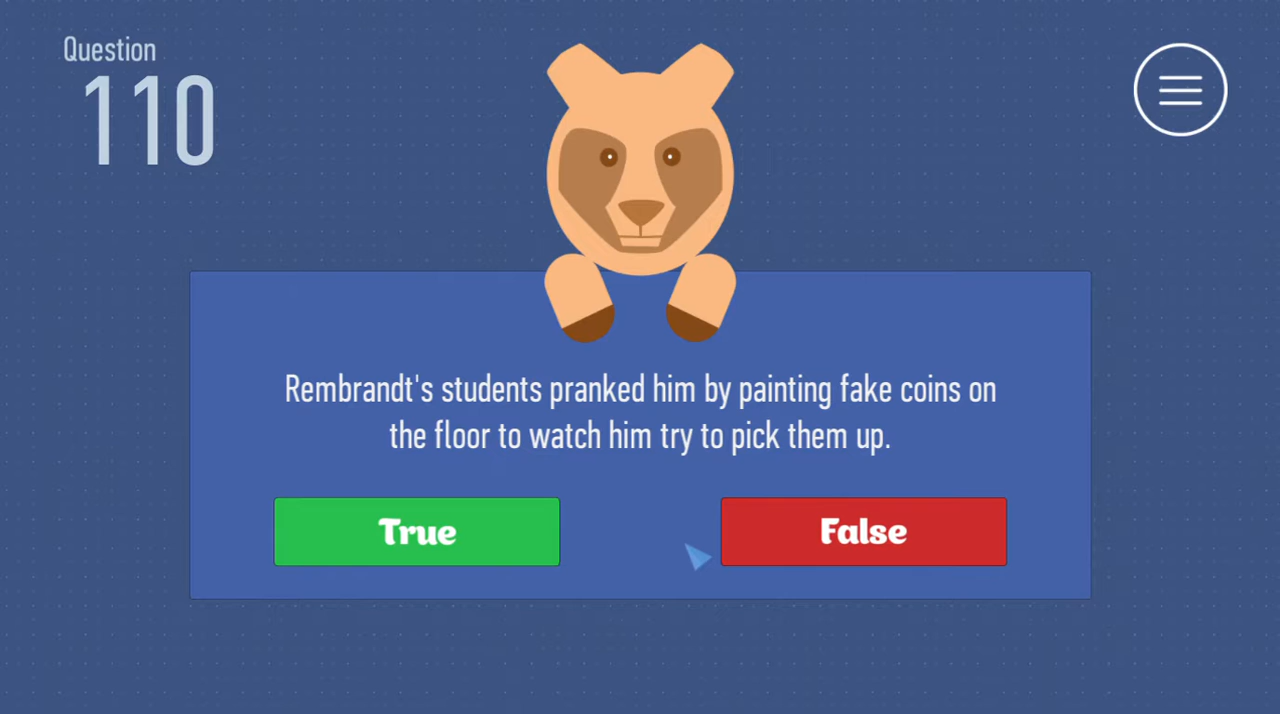 Question
110
Rembrandt's students pranked him by painting fake coins on
the floor to watch him try to pick them up.
True
False